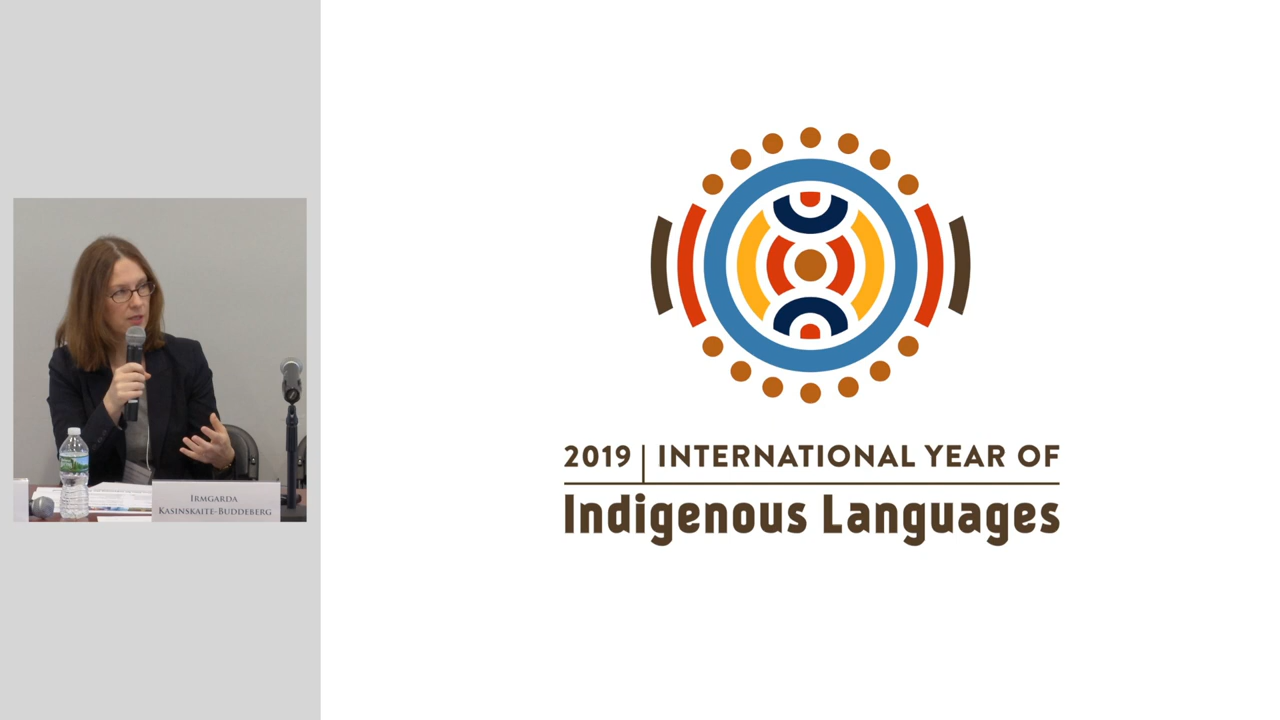 Irmgarda
Kasinskaite-Buddeberg
2019 | INTERNATIONAL YEAR OF
Indigenous Languages